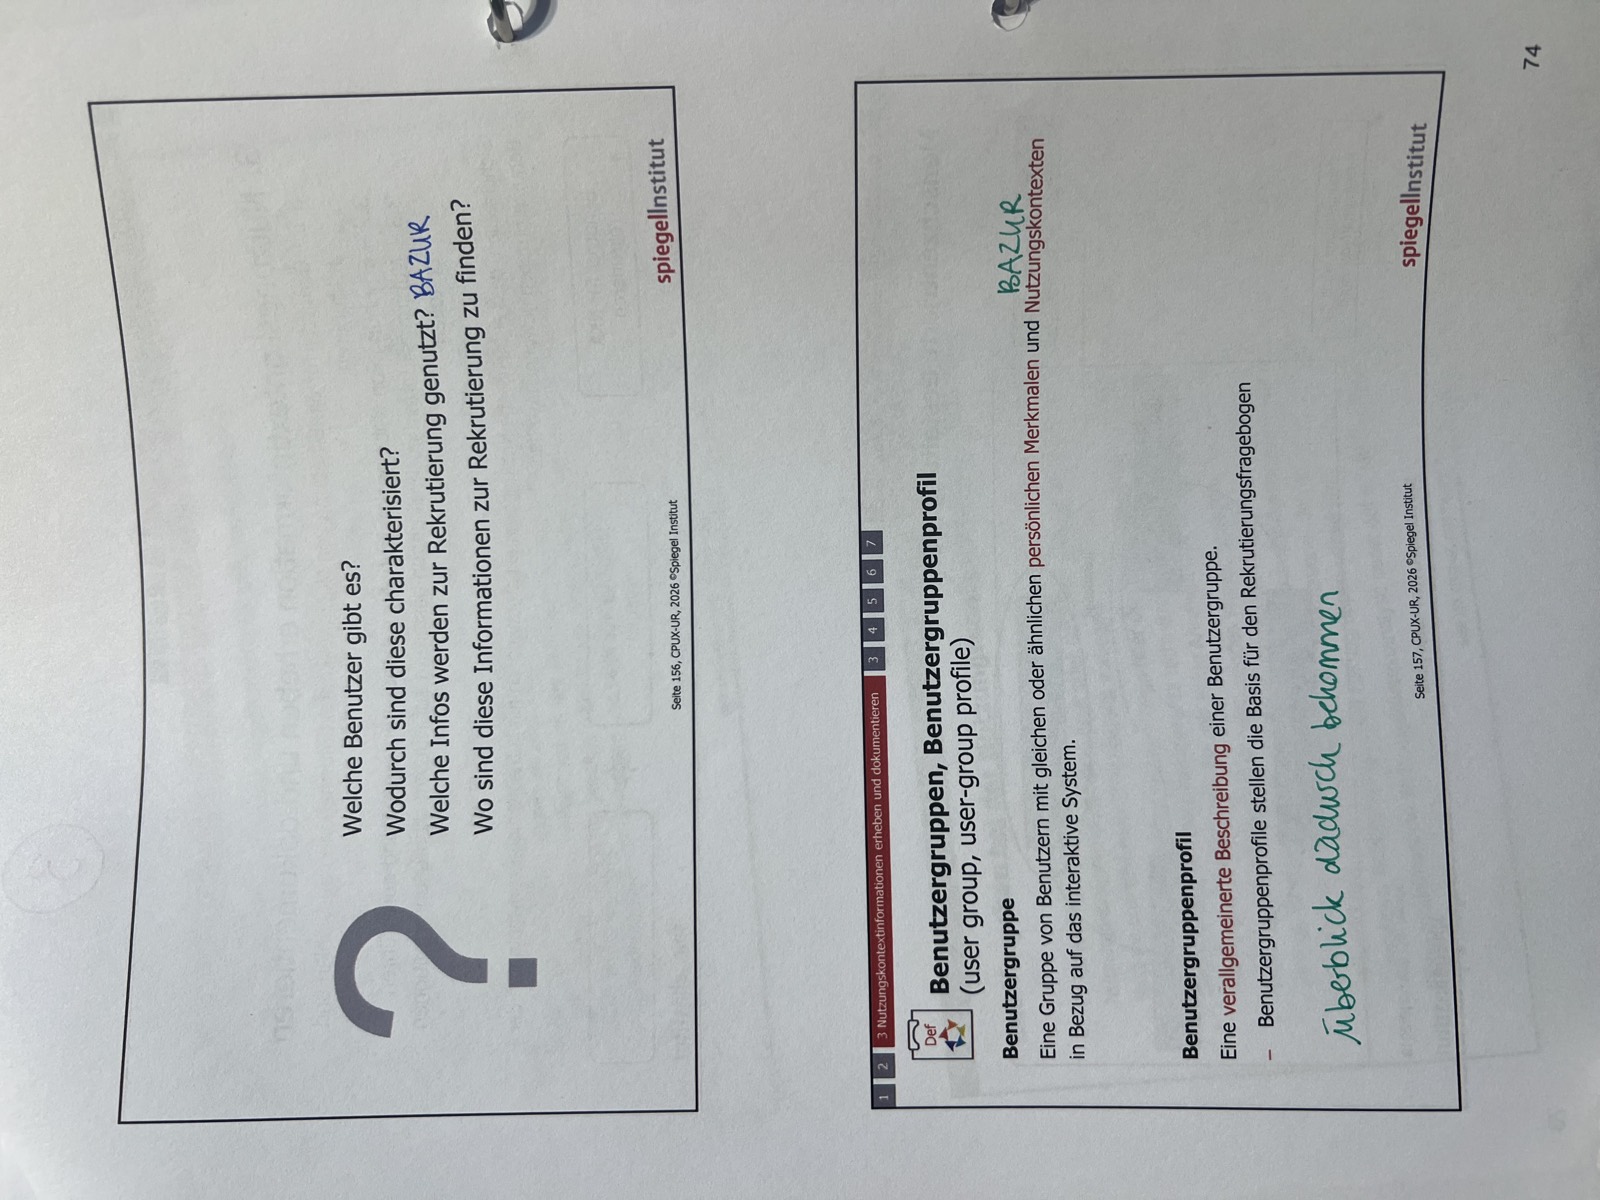 3
Welche Benutzer gibt es?
Wodurch sind diese charakterisiert?
Welche Infos werden zur Rekrutierung genutzt? BAZUR
Wo sind diese Informationen zur Rekrutierung zu finden?
?
Seite 156, CPUX-UR, 2026 ©Spiegel Institut
spiegelInstitut
1 2 3 Nutzungskontextinformationen erheben und dokumentieren 3 4 5 6 7
Def
Benutzergruppen, Benutzergruppenprofil
(user group, user-group profile)
Benutzergruppe
BAZUR
Eine Gruppe von Benutzern mit gleichen oder ähnlichen persönlichen Merkmalen und Nutzungskontexten
in Bezug auf das interaktive System.
Benutzergruppenprofil
Eine verallgemeinerte Beschreibung einer Benutzergruppe.
– Benutzergruppenprofile stellen die Basis für den Rekrutierungsfragebogen
überblick dadurch bekommen
Seite 157, CPUX-UR, 2026 ©Spiegel Institut
spiegelInstitut
74